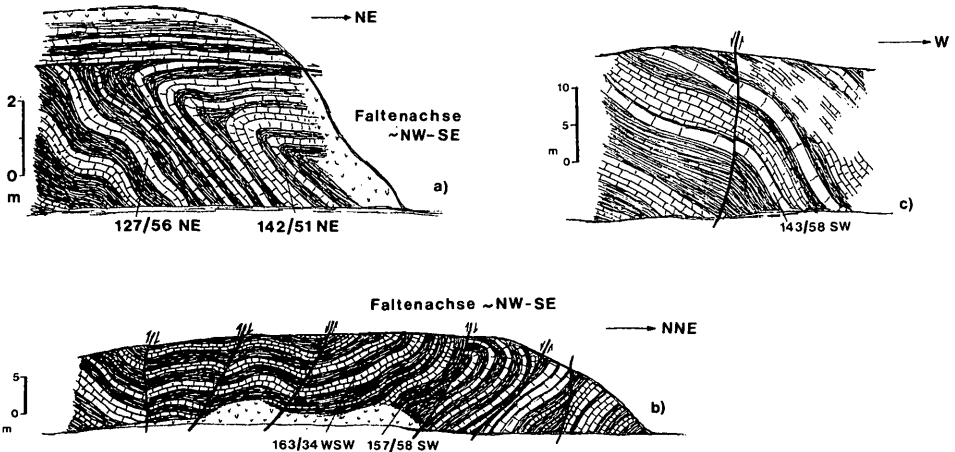 NE
2
0
m
Faltenachse
~NW-SE
a)
127/56 NE
142/51 NE
W
10
5
m
0
c)
143/58 SW
Faltenachse ~NW-SE
NNE
5
0
m
b)
163/34 WSW
157/58 SW